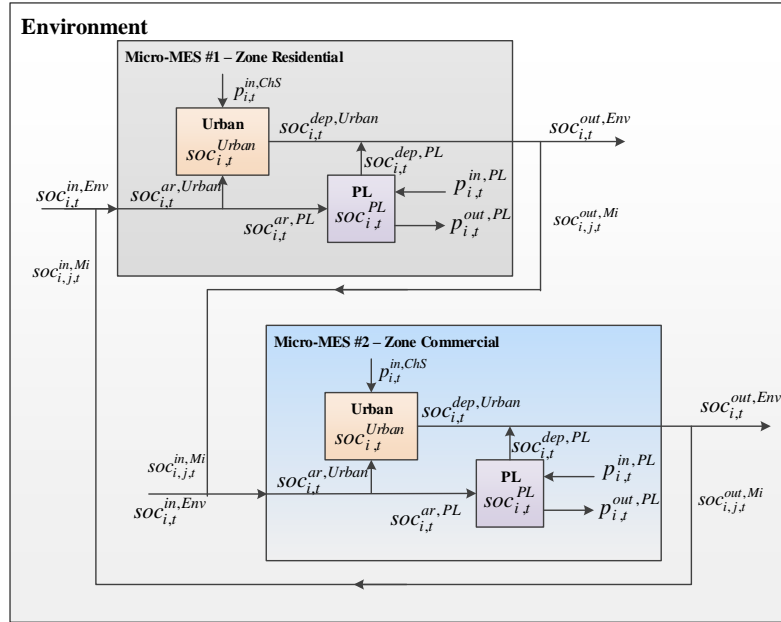 Environment
Micro-MES #1 – Zone Residential
p_{i,t}^{in,ChS}
Urban
soc_{i,t}^{Urban}
soc_{i,t}^{dep,Urban}
soc_{i,t}^{out,Env}
soc_{i,t}^{dep,PL}
soc_{i,t}^{in,Env}
soc_{i,t}^{ar,Urban}
PL
soc_{i,t}^{PL}
p_{i,t}^{in,PL}
p_{i,t}^{out,PL}
soc_{i,t}^{ar,PL}
soc_{i,j,t}^{out,Mi}
soc_{i,j,t}^{in,Mi}
Micro-MES #2 – Zone Commercial
p_{i,t}^{in,ChS}
Urban
soc_{i,t}^{Urban}
soc_{i,t}^{dep,Urban}
soc_{i,t}^{out,Env}
soc_{i,t}^{dep,PL}
soc_{i,j,t}^{in,Mi}
soc_{i,t}^{ar,Urban}
PL
soc_{i,t}^{PL}
p_{i,t}^{in,PL}
p_{i,t}^{out,PL}
soc_{i,t}^{in,Env}
soc_{i,t}^{ar,PL}
soc_{i,j,t}^{out,Mi}